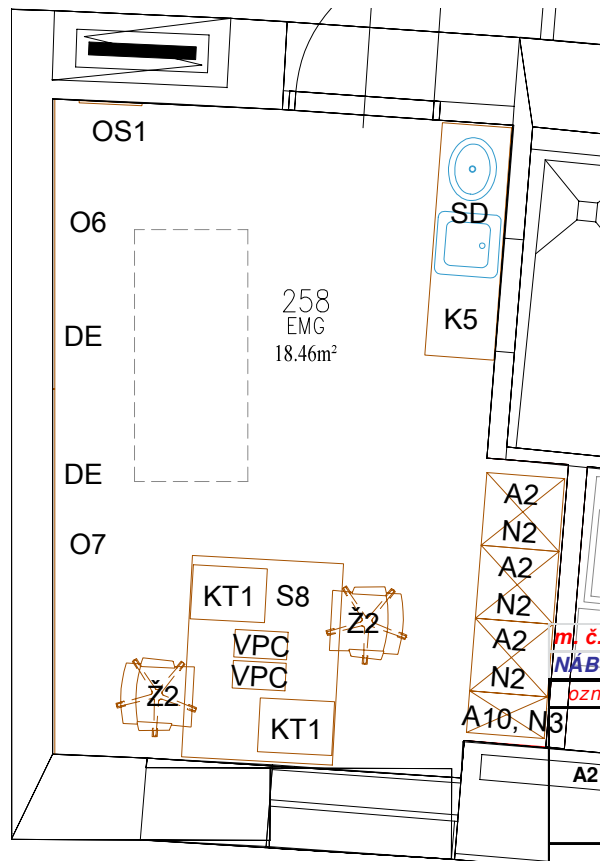 OS1
O6
SD
258
EMG
18.46m²
K5
DE
DE
A2
N2
O7
A2
N2
KT1
S8
Ž2
A2
N2
m. č.
VPC
NÁB
VPC
Ž2
ozn
A10, N3
KT1
A2